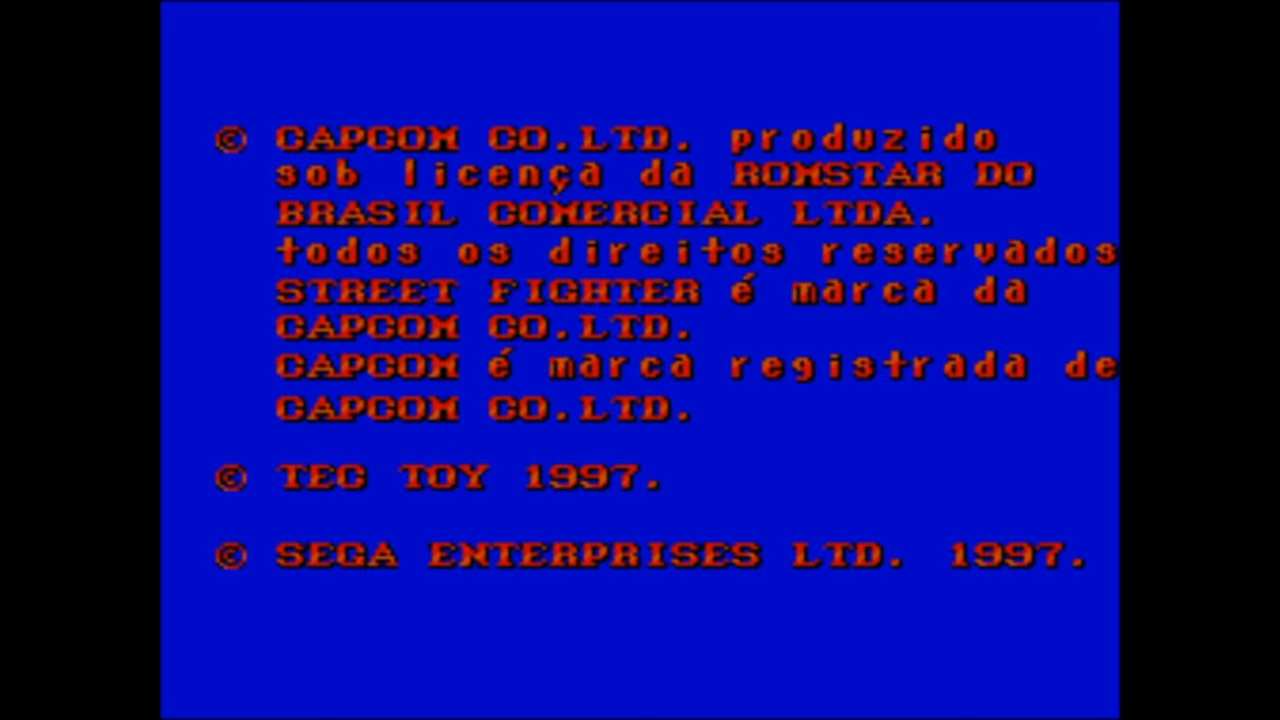 © CAPCOM CO.LTD. produzido
sob licença da ROMSTAR DO
BRASIL COMERCIAL LTDA.
todos os direitos reservados
STREET FIGHTER é marca da
CAPCOM CO.LTD.
CAPCOM é marca registrada de
CAPCOM CO.LTD.
© TEC TOY 1997.
© SEGA ENTERPRISES LTD. 1997.